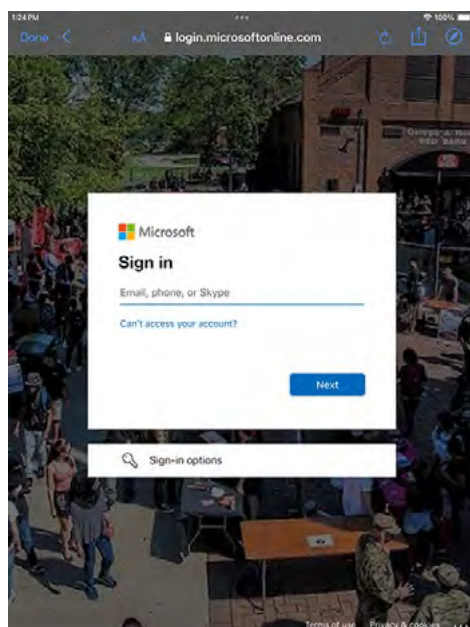 1:24 PM 100%
Done AA login.microsoftonline.com
Microsoft
Sign in
Email, phone, or Skype
Can't access your account?
Next
Sign-in options
Terms of use Privacy & cookies